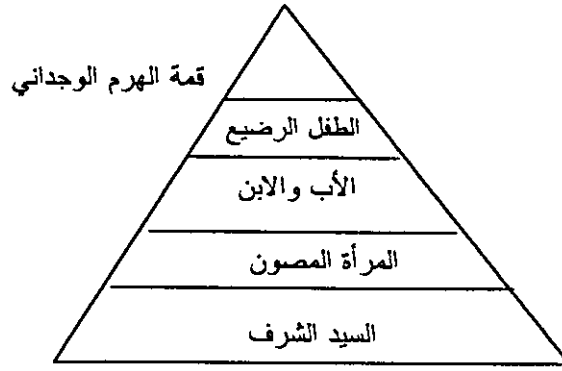 قمة الهرم الوجداني
الطفل الرضيع
الأب والابن
المرأة المصون
السيد الشرف